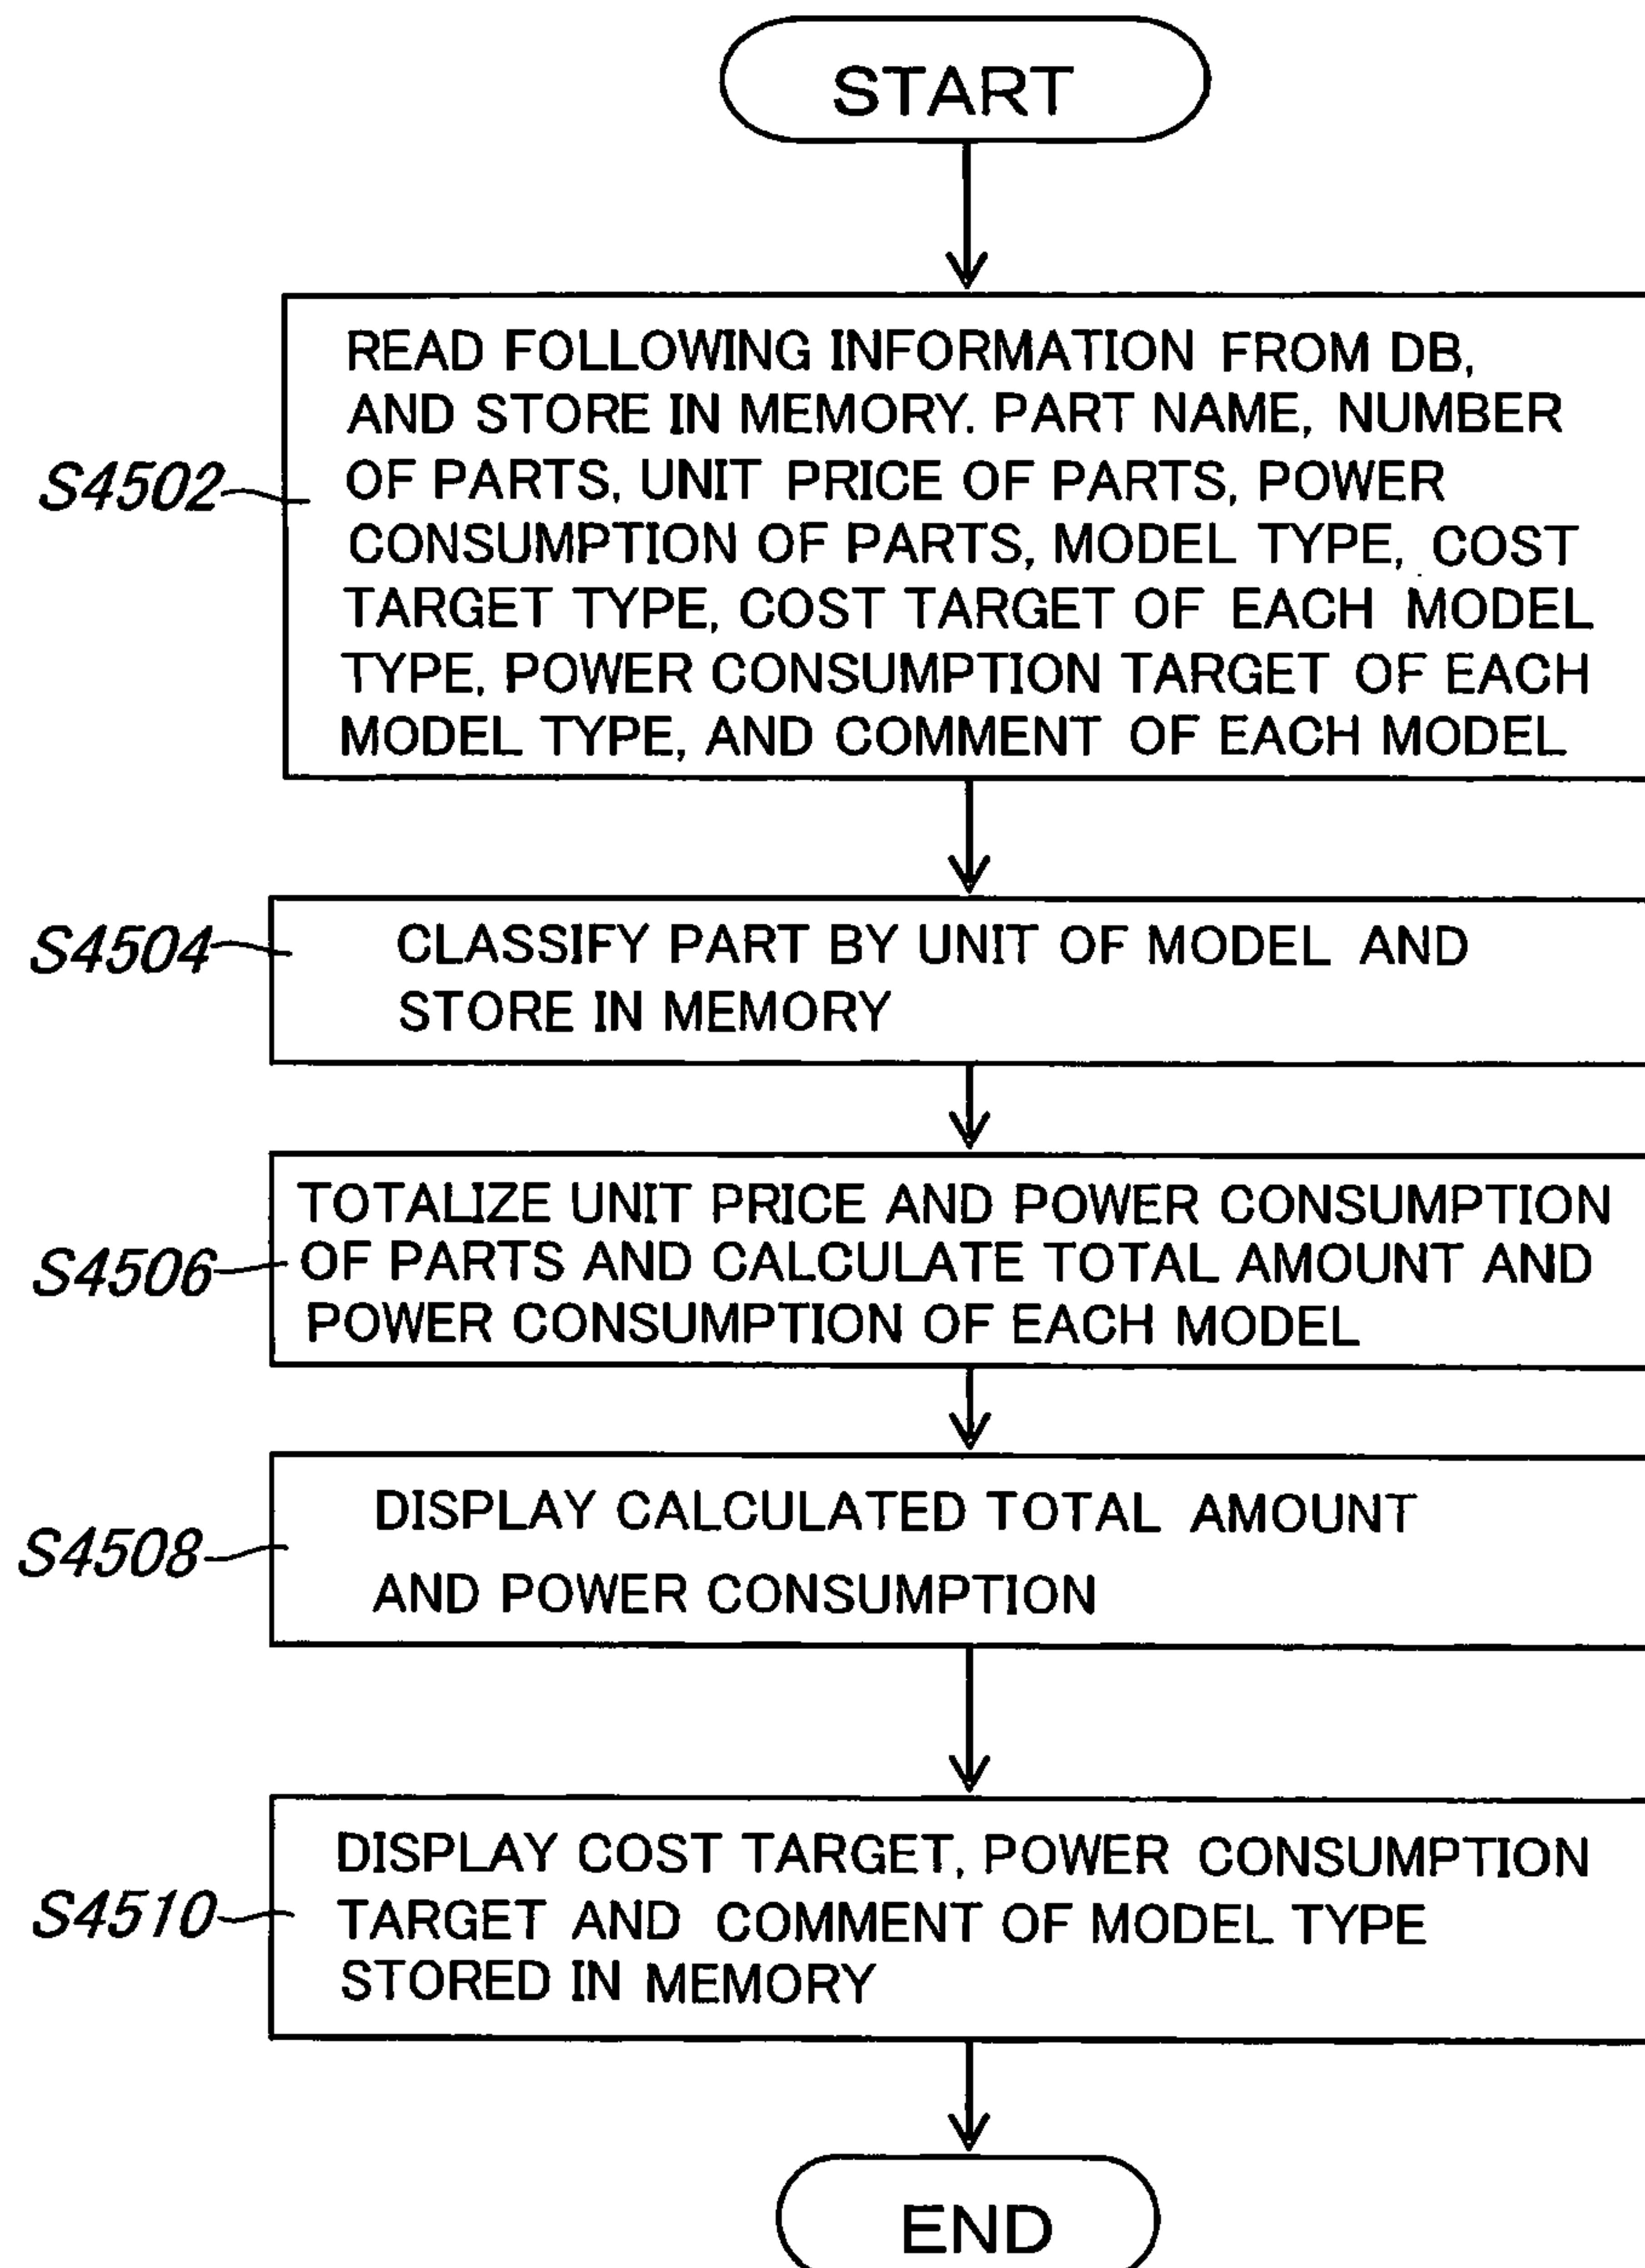 START
READ FOLLOWING INFORMATION FROM DB,
AND STORE IN MEMORY. PART NAME, NUMBER
S4502
OF PARTS, UNIT PRICE OF PARTS, POWER
CONSUMPTION OF PARTS, MODEL TYPE, COST
TARGET TYPE, COST TARGET OF EACH MODEL
TYPE, POWER CONSUMPTION TARGET OF EACH
MODEL TYPE, AND COMMENT OF EACH MODEL
S4504
CLASSIFY PART BY UNIT OF MODEL AND
STORE IN MEMORY
TOTALIZE UNIT PRICE AND POWER CONSUMPTION
S4506
OF PARTS AND CALCULATE TOTAL AMOUNT AND
POWER CONSUMPTION OF EACH MODEL
DISPLAY CALCULATED TOTAL AMOUNT
S4508
AND POWER CONSUMPTION
DISPLAY COST TARGET, POWER CONSUMPTION
S4510
TARGET AND COMMENT OF MODEL TYPE
STORED IN MEMORY
END